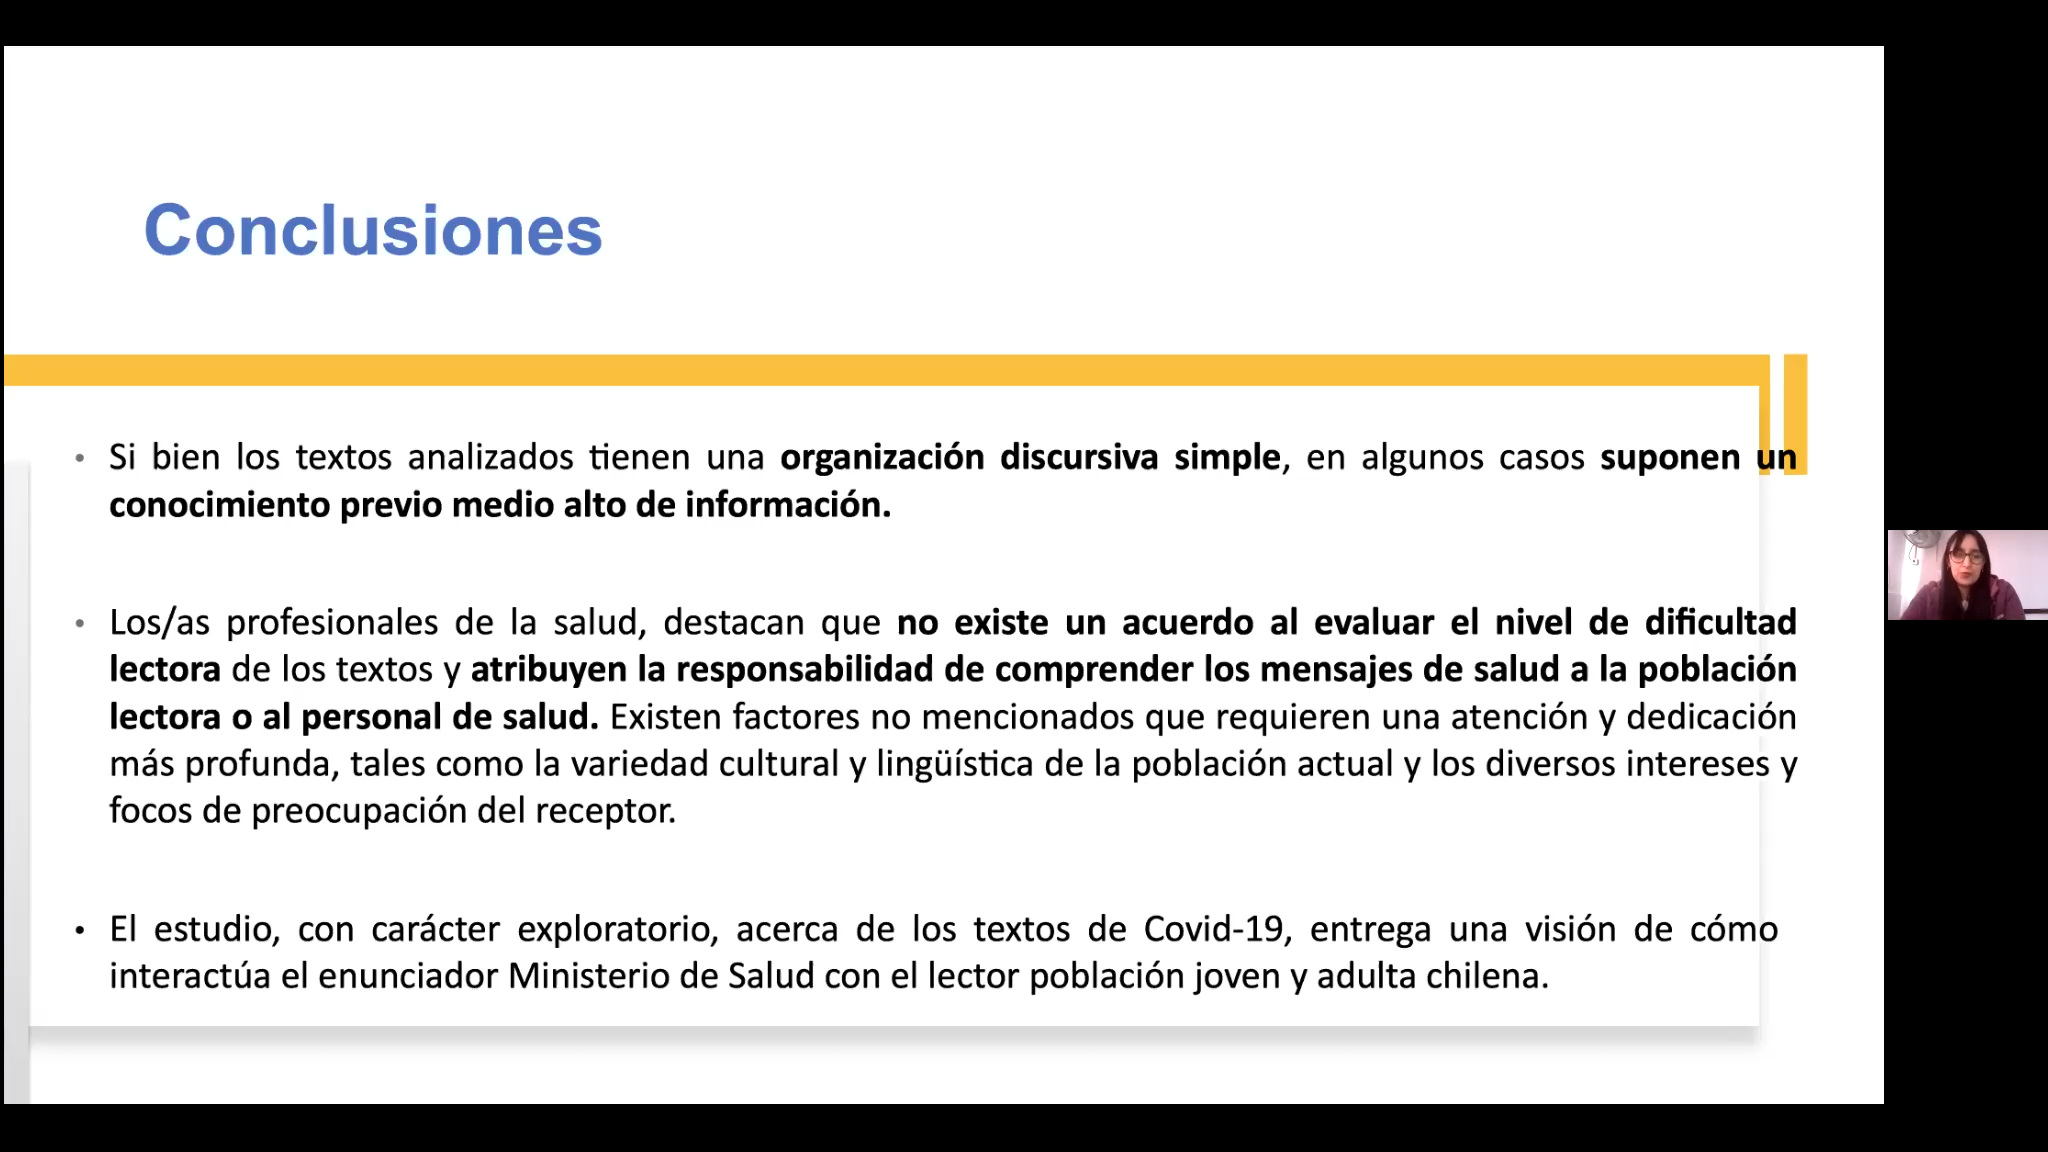 Conclusiones
• Si bien los textos analizados tienen una organización discursiva simple, en algunos casos suponen un
conocimiento previo medio alto de información.
• Los/as profesionales de la salud, destacan que no existe un acuerdo al evaluar el nivel de dificultad
lectora de los textos y atribuyen la responsabilidad de comprender los mensajes de salud a la población
lectora o al personal de salud. Existen factores no mencionados que requieren una atención y dedicación
más profunda, tales como la variedad cultural y lingüística de la población actual y los diversos intereses y
focos de preocupación del receptor.
• El estudio, con carácter exploratorio, acerca de los textos de Covid-19, entrega una visión de cómo
interactúa el enunciador Ministerio de Salud con el lector población joven y adulta chilena.